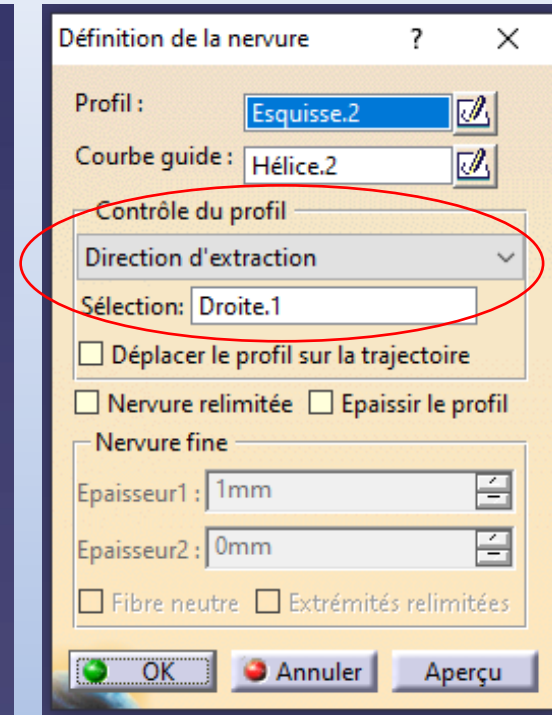 Définition de la nervure ? ×
Profil : Esquisse.2
Courbe guide : Hélice.2
Contrôle du profil
Direction d'extraction
Sélection: Droite.1
Déplacer le profil sur la trajectoire
Nervure relimitée Epaissir le profil
Nervure fine
Epaisseur1 : 1mm
Epaisseur2 : 0mm
Fibre neutre Extrémités relimitées
OK Annuler Aperçu